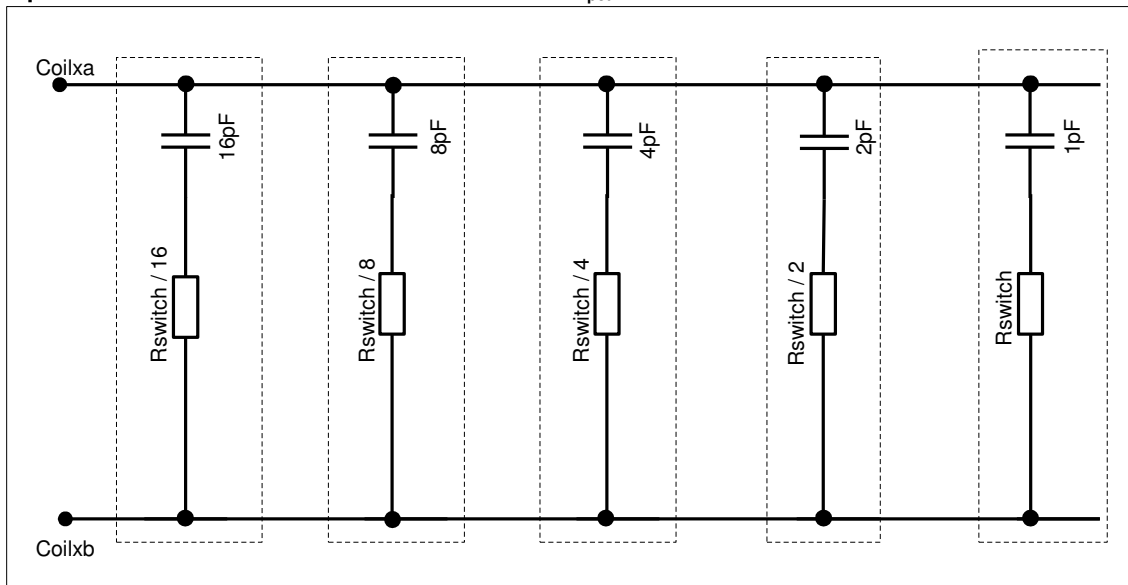 Coilxa
16pF
8pF
4pF
2pF
1pF
Rswitch / 16
Rswitch / 8
Rswitch / 4
Rswitch / 2
Rswitch
Coilxb